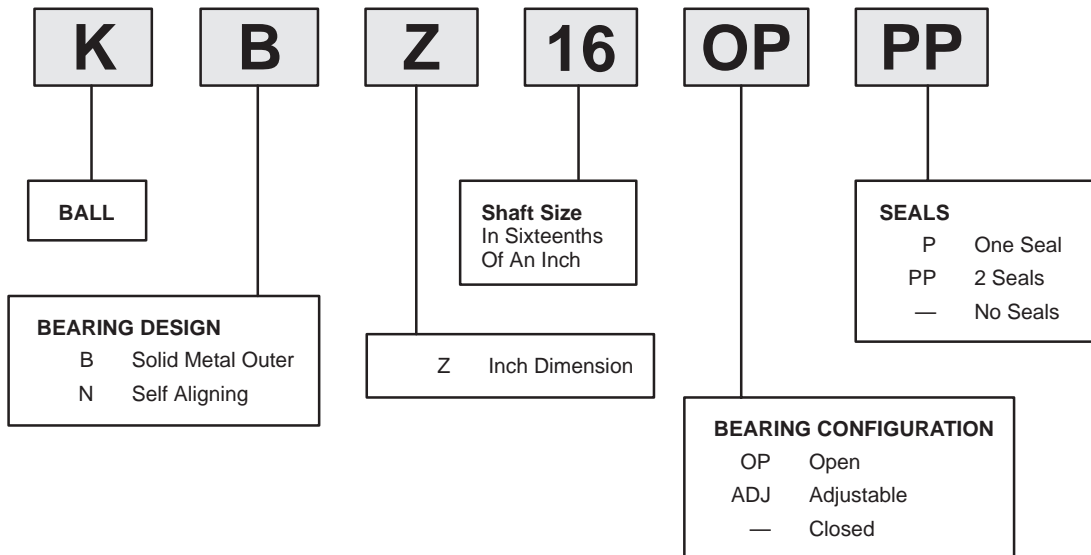 K B Z 16 OP PP
BALL
Shaft Size
In Sixteenths
Of An Inch
SEALS
P One Seal
PP 2 Seals
— No Seals
BEARING DESIGN
B Solid Metal Outer
N Self Aligning
Z Inch Dimension
BEARING CONFIGURATION
OP Open
ADJ Adjustable
— Closed